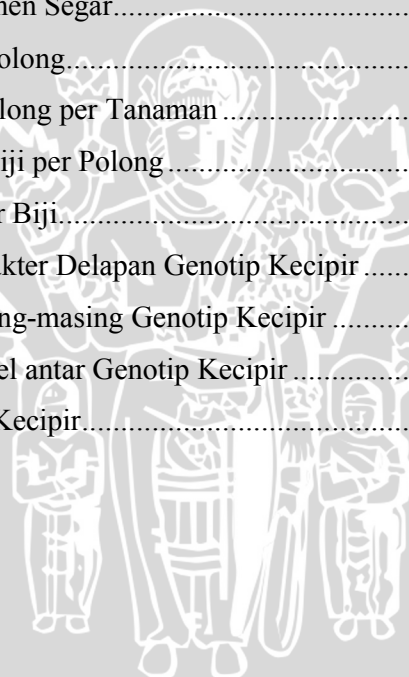 nen Segar................................
olong................................
long per Tanaman................................
iji per Polong................................
r Biji................................
kter Delapan Genotip Kecipir................................
ng-masing Genotip Kecipir................................
el antar Genotip Kecipir................................
Kecipir................................